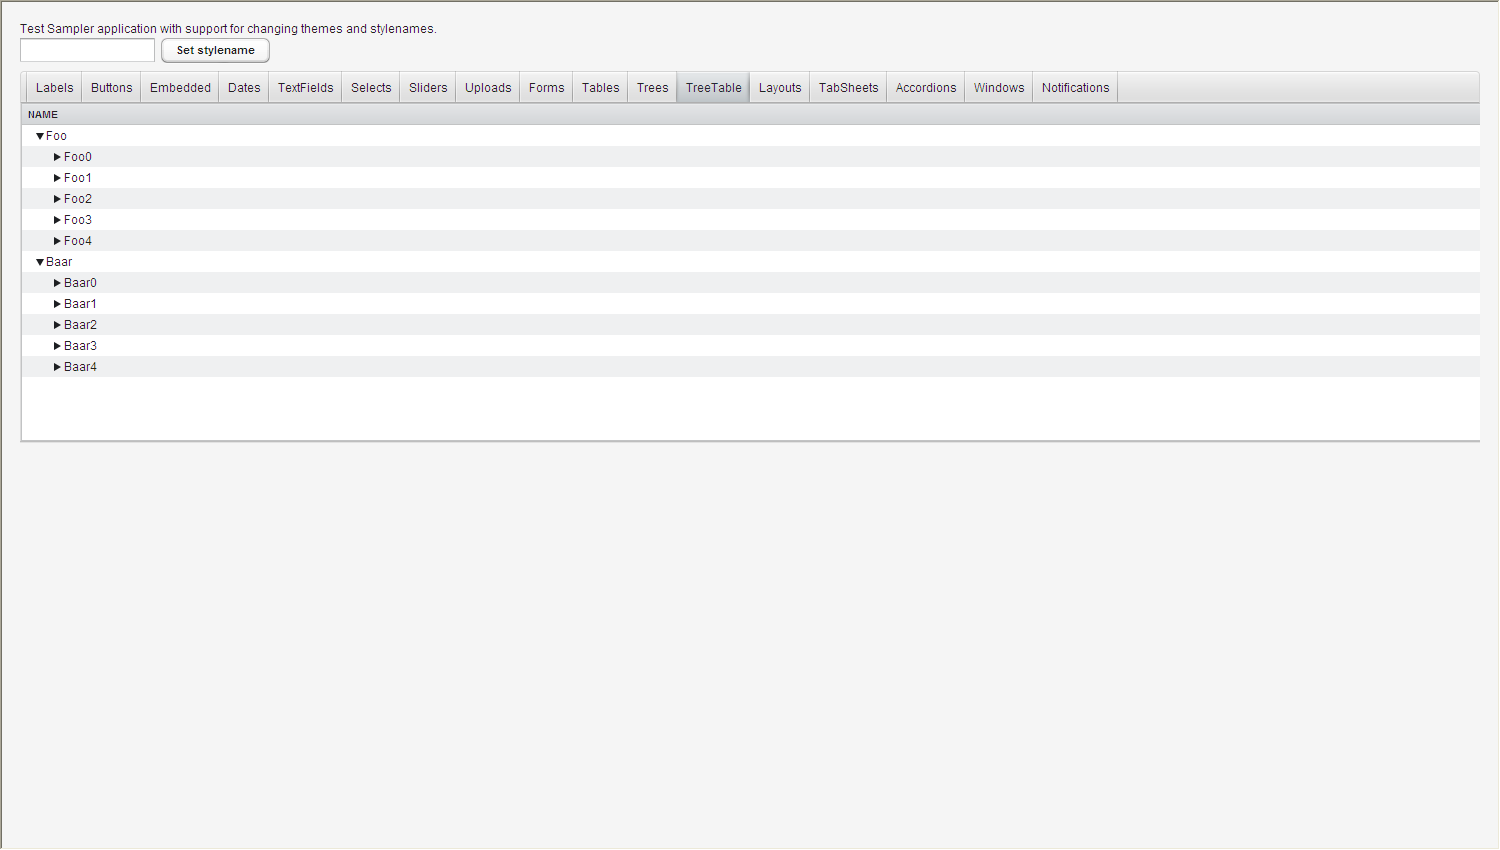 Test Sampler application with support for changing themes and stylenames.
Set stylename
Labels Buttons Embedded Dates TextFields Selects Sliders Uploads Forms Tables Trees TreeTable Layouts TabSheets Accordions Windows Notifications
NAME
Foo
Foo0
Foo1
Foo2
Foo3
Foo4
Baar
Baar0
Baar1
Baar2
Baar3
Baar4